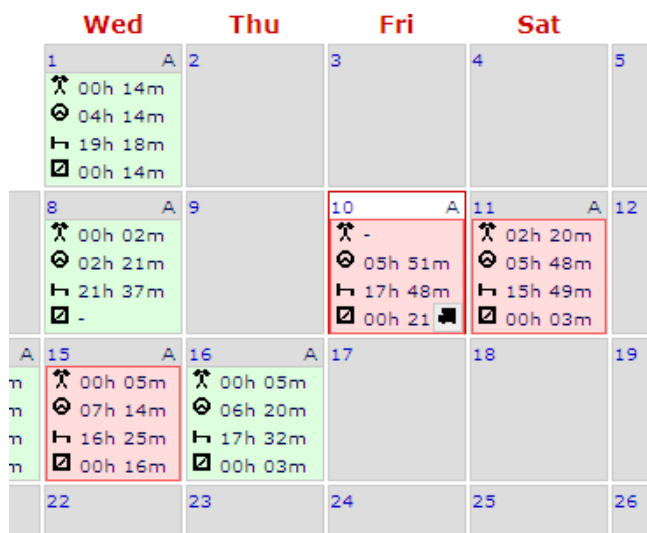 Wed Thu Fri Sat
1 A 2 3 4 5
00h 14m
04h 14m
19h 18m
00h 14m
8 A 9 10 A 11 A 12
00h 02m - 02h 20m
02h 21m 05h 51m 05h 48m
21h 37m 17h 48m 15h 49m
- 00h 21 00h 03m
A 15 A 16 A 17 18 19
m 00h 05m 00h 05m
m 07h 14m 06h 20m
m 16h 25m 17h 32m
m 00h 16m 00h 03m
22 23 24 25 26